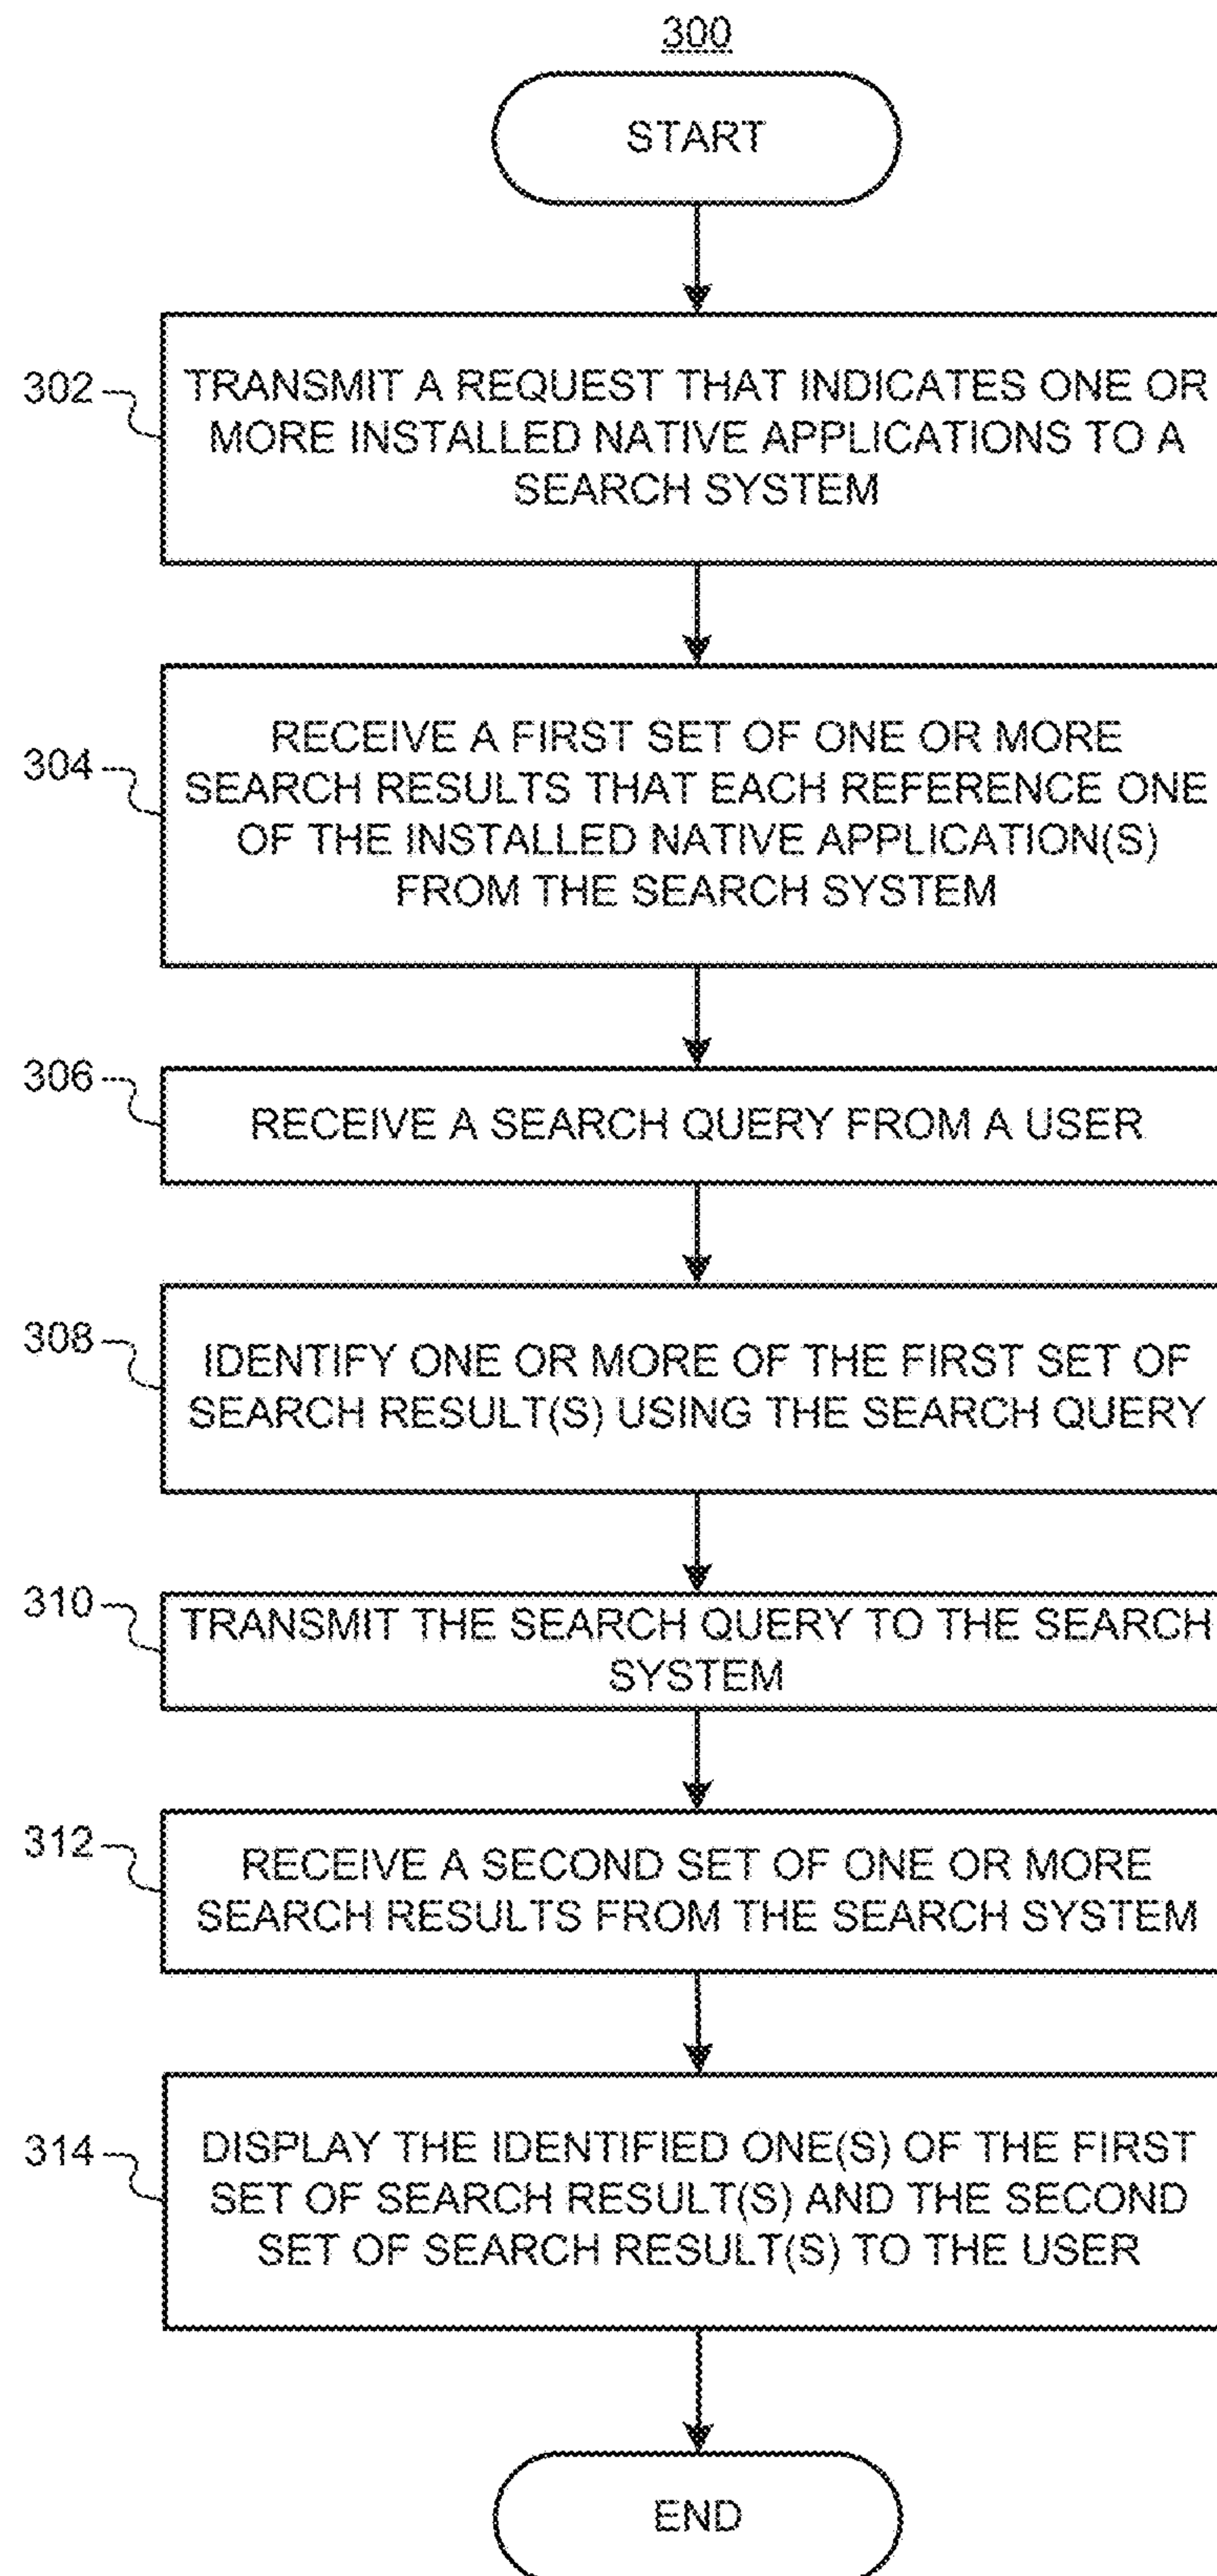 300
START
302
TRANSMIT A REQUEST THAT INDICATES ONE OR
MORE INSTALLED NATIVE APPLICATIONS TO A
SEARCH SYSTEM
304
RECEIVE A FIRST SET OF ONE OR MORE
SEARCH RESULTS THAT EACH REFERENCE ONE
OF THE INSTALLED NATIVE APPLICATION(S)
FROM THE SEARCH SYSTEM
306
RECEIVE A SEARCH QUERY FROM A USER
308
IDENTIFY ONE OR MORE OF THE FIRST SET OF
SEARCH RESULT(S) USING THE SEARCH QUERY
310
TRANSMIT THE SEARCH QUERY TO THE SEARCH
SYSTEM
312
RECEIVE A SECOND SET OF ONE OR MORE
SEARCH RESULTS FROM THE SEARCH SYSTEM
314
DISPLAY THE IDENTIFIED ONE(S) OF THE FIRST
SET OF SEARCH RESULT(S) AND THE SECOND
SET OF SEARCH RESULT(S) TO THE USER
END